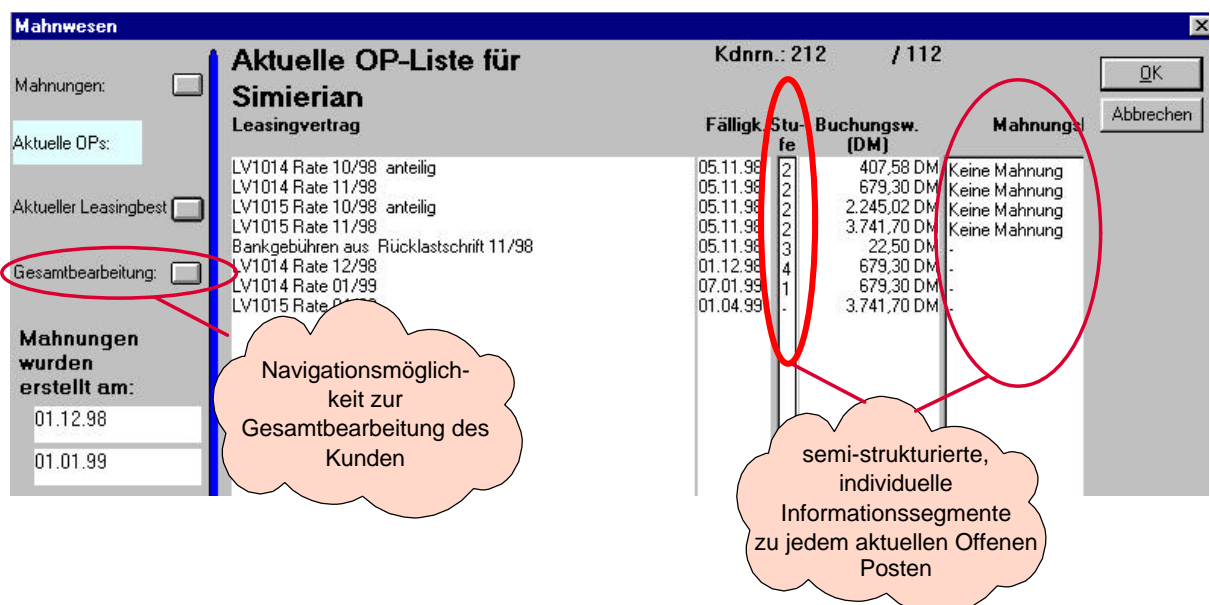 Mahnwesen
Aktuelle OP-Liste für
Simierian
Kdnrn.: 212 / 112
OK
Abbrechen
Mahnungen:
Aktuelle OPs:
Aktueller Leasingbest
Gesamtbearbeitung:
Mahnungen
wurden
erstellt am:
01.12.98
01.01.99
Leasingvertrag Fälligk. Stu- Buchungsw. Mahnungs
fe (DM)
LV1014 Rate 10/98 anteilig 05.11.98 2 407,58 DM Keine Mahnung
LV1014 Rate 11/98 05.11.98 2 679,30 DM Keine Mahnung
LV1015 Rate 10/98 anteilig 05.11.98 2 2.245,02 DM Keine Mahnung
LV1015 Rate 11/98 05.11.98 2 3.741,70 DM Keine Mahnung
Bankgebühren aus Rücklastschrift 11/98 05.11.98 3 22,50 DM -
LV1014 Rate 12/98 01.12.98 4 679,30 DM -
LV1014 Rate 01/99 07.01.99 1 679,30 DM -
LV1015 Rate 01.04.99 - 3.741,70 DM -
Navigationsmöglich-
keit zur
Gesamtbearbeitung des
Kunden
semi-strukturierte,
individuelle
Informationssegmente
zu jedem aktuellen Offenen
Posten